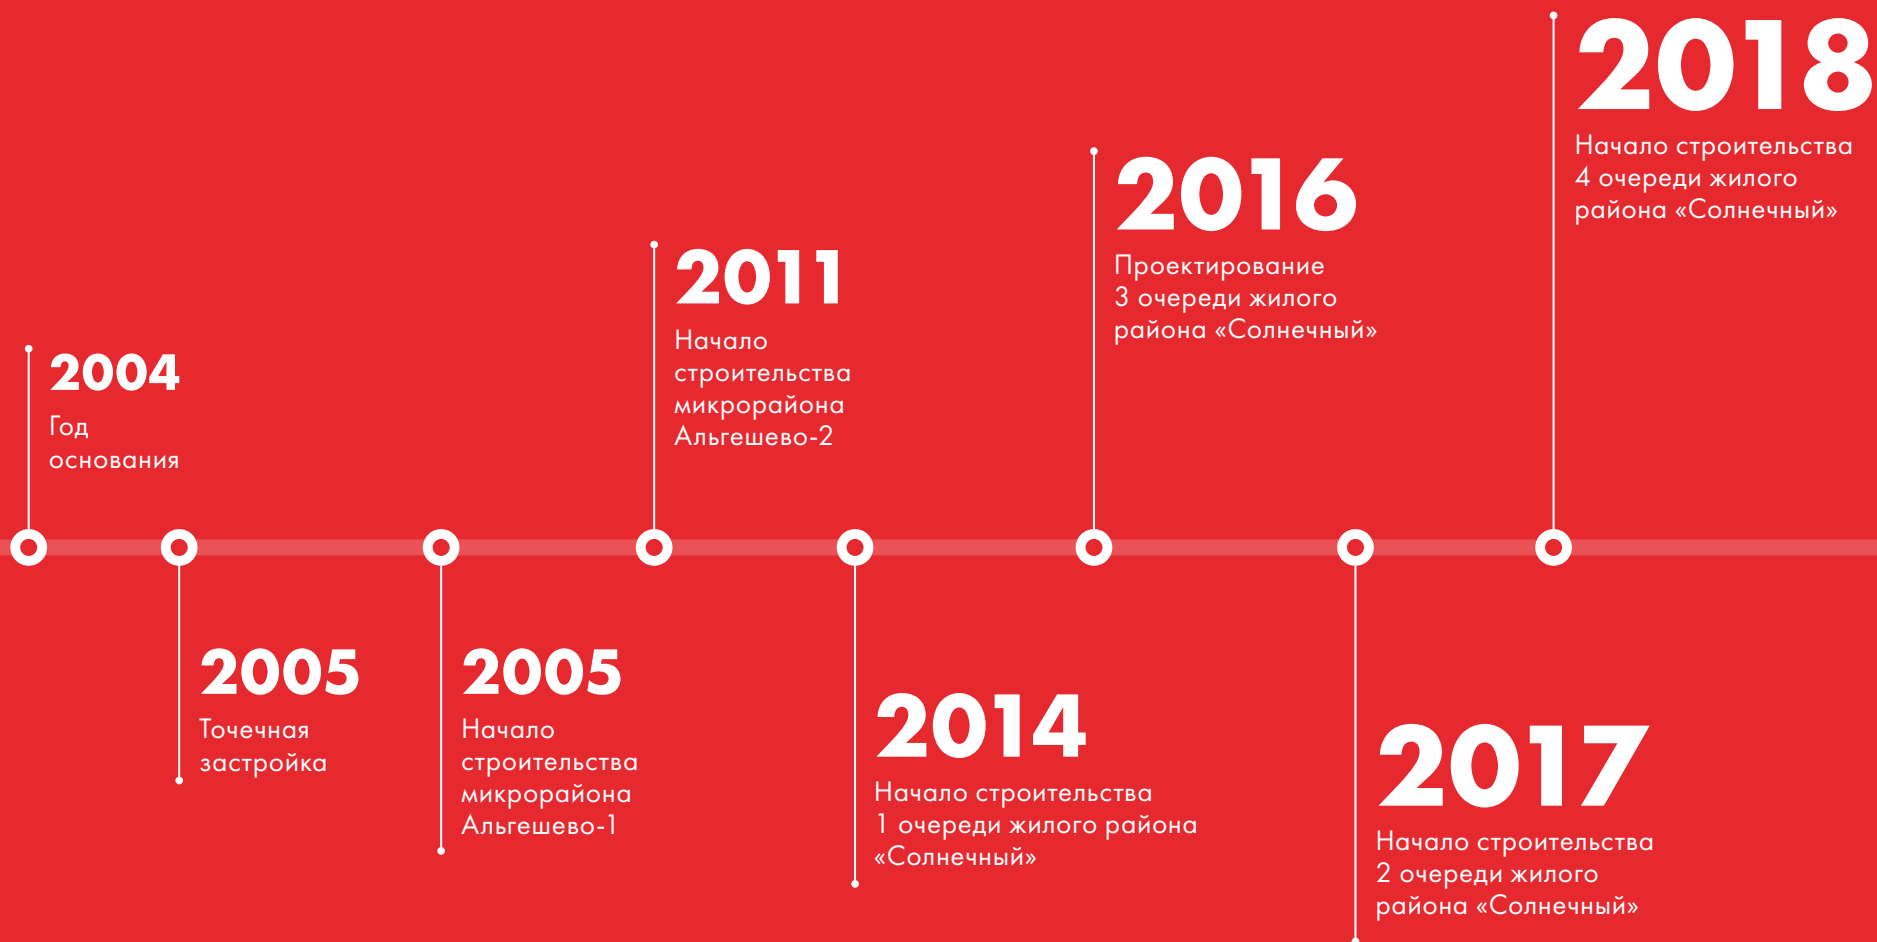 2004
Год
основания
2005
Точечная
застройка
2005
Начало
строительства
микрорайона
Альгешево-1
2011
Начало
строительства
микрорайона
Альгешево-2
2014
Начало строительства
1 очереди жилого района
«Солнечный»
2016
Проектирование
3 очереди жилого
района «Солнечный»
2017
Начало строительства
2 очереди жилого
района «Солнечный»
2018
Начало строительства
4 очереди жилого
района «Солнечный»